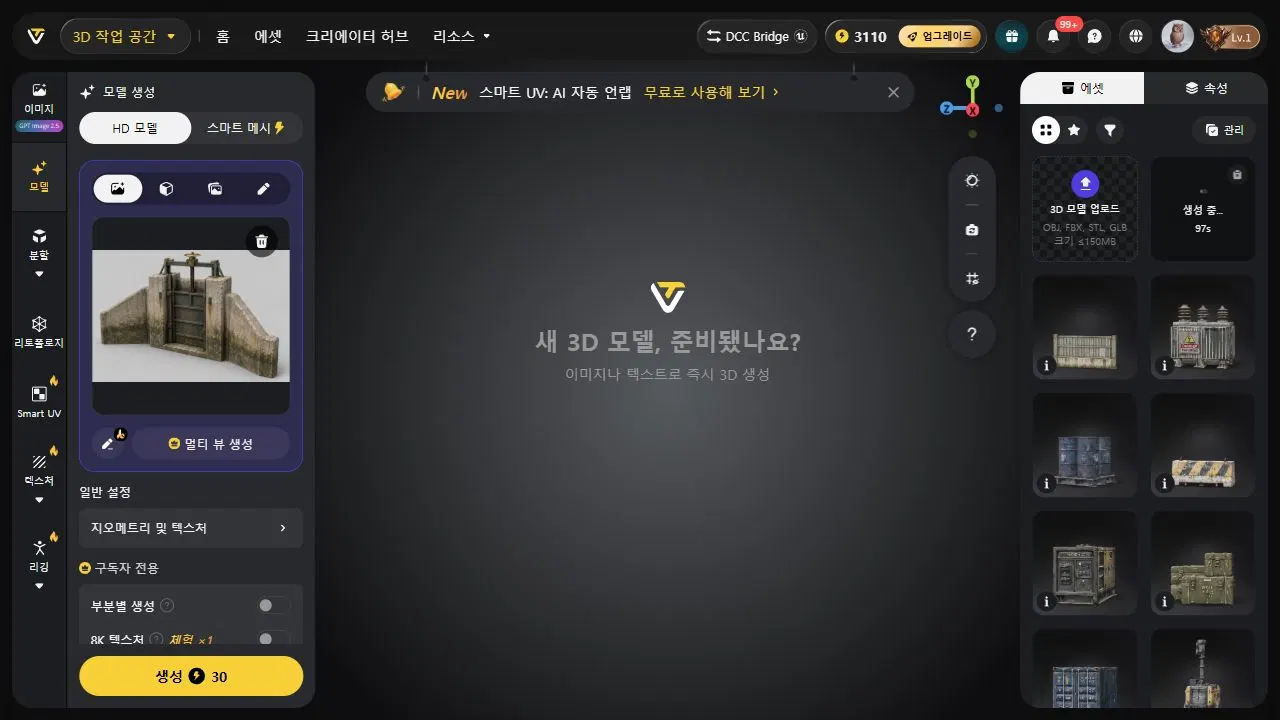 3D 작업 공간
홈
에셋
크리에이터 허브
리소스
DCC Bridge
3110
업그레이드
99+
Lv.1
이미지
GPT Image 2.5
모델
분할
리토폴로지
Smart UV
텍스처
리깅
모델 생성
HD 모델
스마트 메시
멀티 뷰 생성
일반 설정
지오메트리 및 텍스처
구독자 전용
부분별 생성
8K 텍스처
체험 ×1
생성 30
New 스마트 UV: AI 자동 언랩 무료로 사용해 보기
Y
Z
X
새 3D 모델, 준비됐나요?
이미지나 텍스트로 즉시 3D 생성
?
에셋
속성
관리
3D 모델 업로드
OBJ, FBX, STL, GLB
크기 ≤150MB
생성 중...
97s